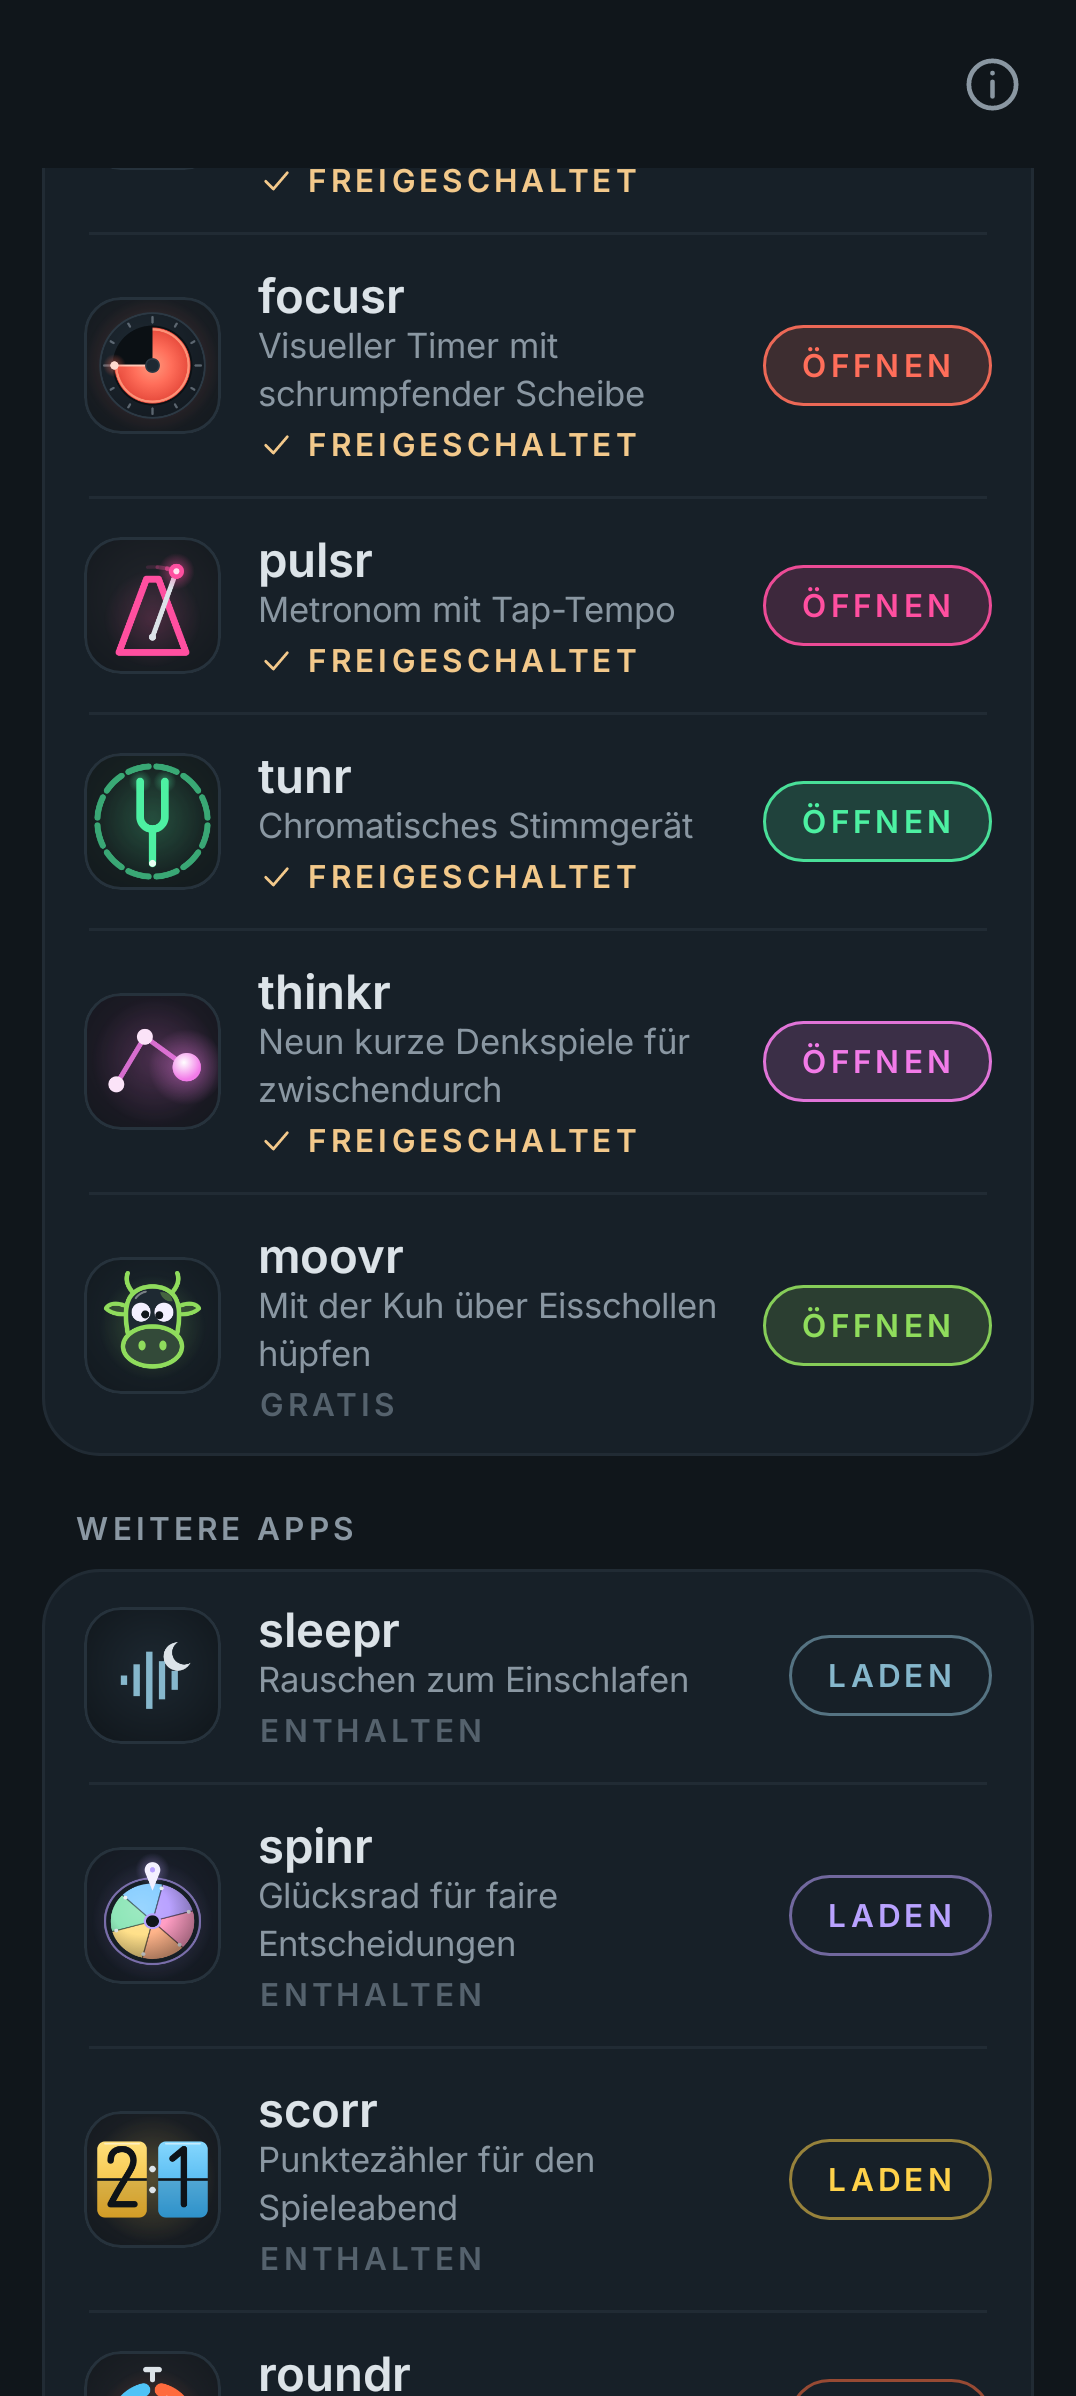 FREIGESCHALTET
focusr
Visueller Timer mit
schrumpfender Scheibe
FREIGESCHALTET
ÖFFNEN
pulsr
Metronom mit Tap-Tempo
FREIGESCHALTET
ÖFFNEN
tunr
Chromatisches Stimmgerät
FREIGESCHALTET
ÖFFNEN
thinkr
Neun kurze Denkspiele für
zwischendurch
FREIGESCHALTET
ÖFFNEN
moovr
Mit der Kuh über Eisschollen
hüpfen
GRATIS
ÖFFNEN
WEITERE APPS
sleepr
Rauschen zum Einschlafen
ENTHALTEN
LADEN
spinr
Glücksrad für faire
Entscheidungen
ENTHALTEN
LADEN
2:1
scorr
Punktezähler für den
Spieleabend
ENTHALTEN
LADEN
roundr